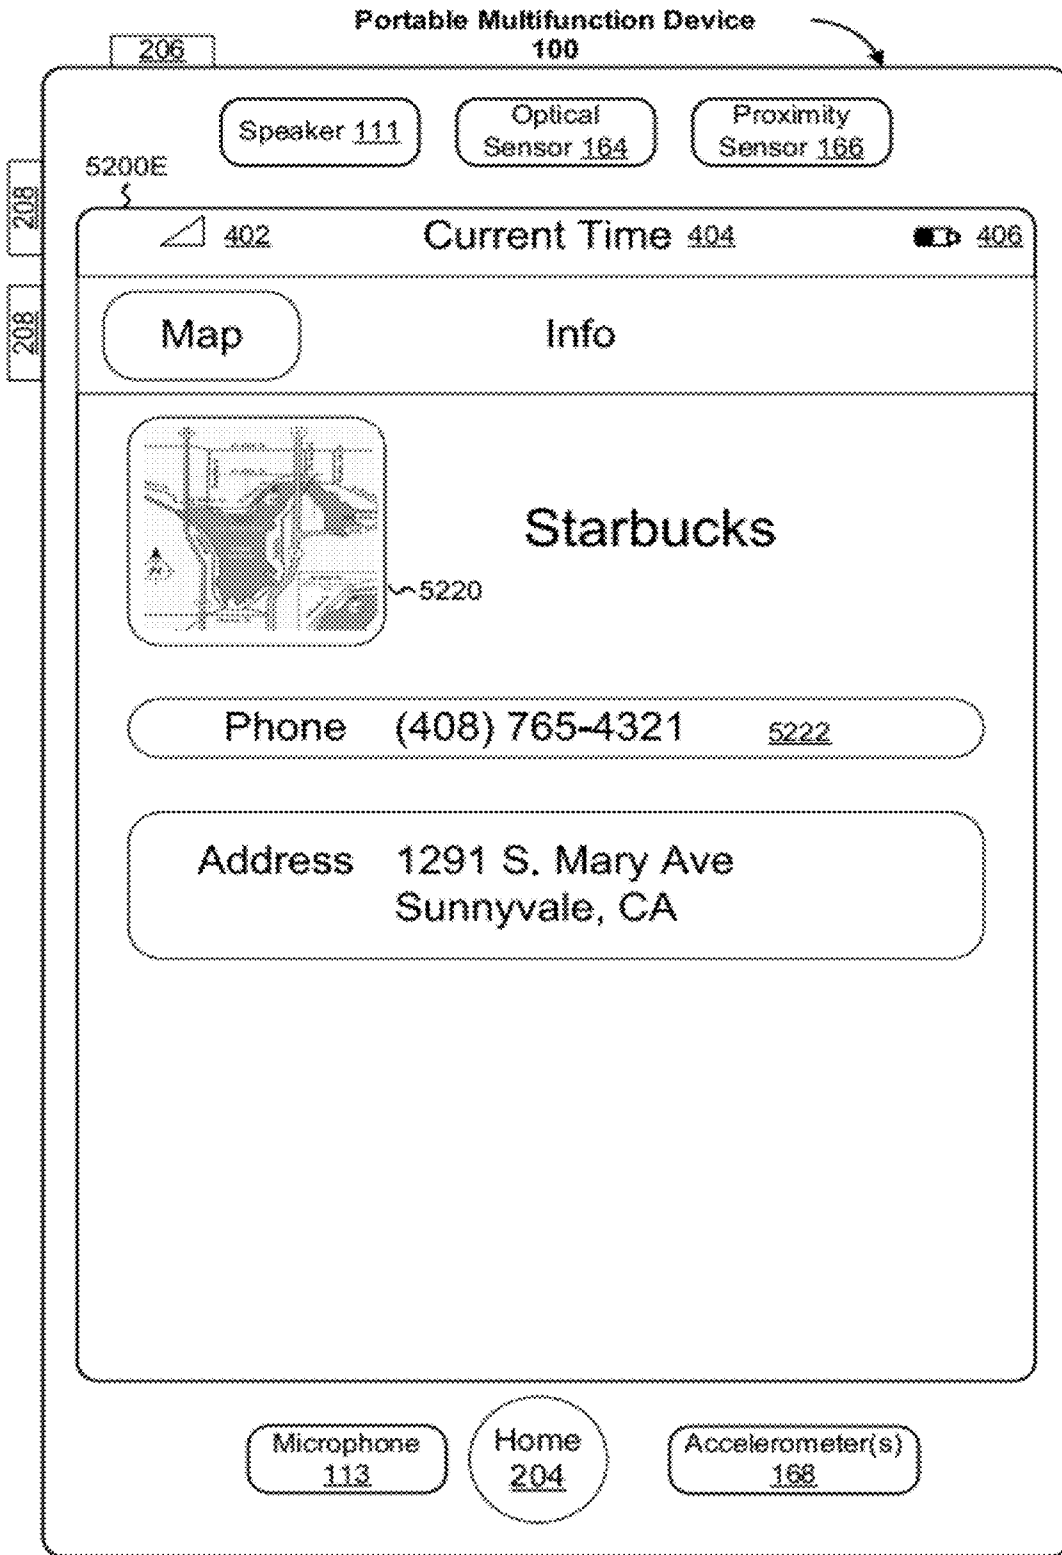 Portable Multifunction Device
100
206
Speaker 111
Optical
Sensor 164
Proximity
Sensor 166
5200E
208
208
402
Current Time 404
406
Map
Info
Starbucks
5220
Phone (408) 765-4321 5222
Address 1291 S. Mary Ave
Sunnyvale, CA
Microphone
113
Home
204
Accelerometer(s)
168